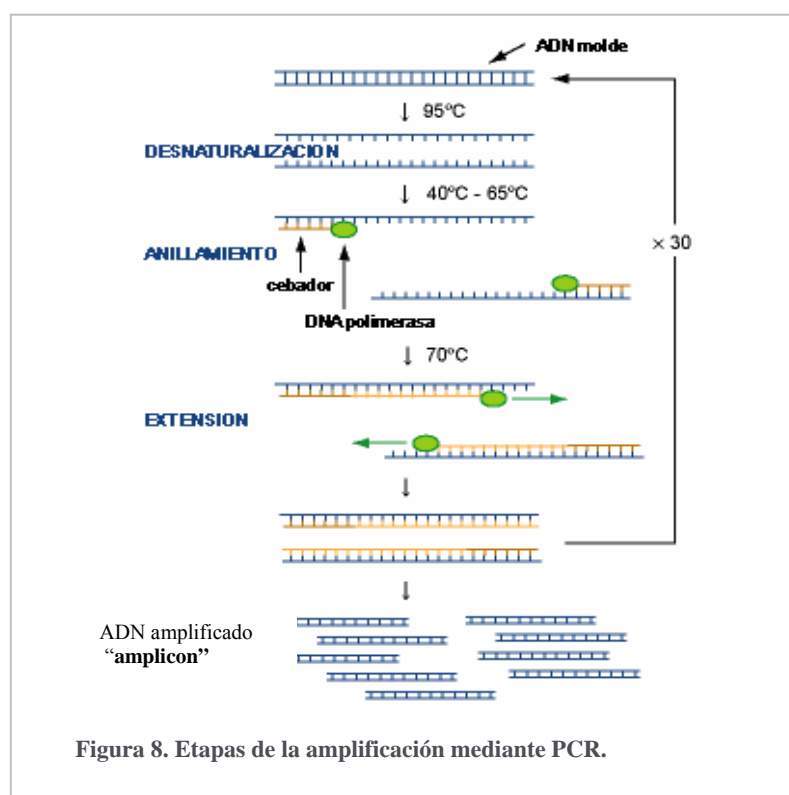 ADN molde
↓ 95ºC
DESNATURALIZACION
↓ 40ºC - 65ºC
ANILLAMIENTO
cebador
× 30
DNA polimerasa
↓ 70ºC
EXTENSION
↓
↓
ADN amplificado
“amplicon”
Figura 8. Etapas de la amplificación mediante PCR.